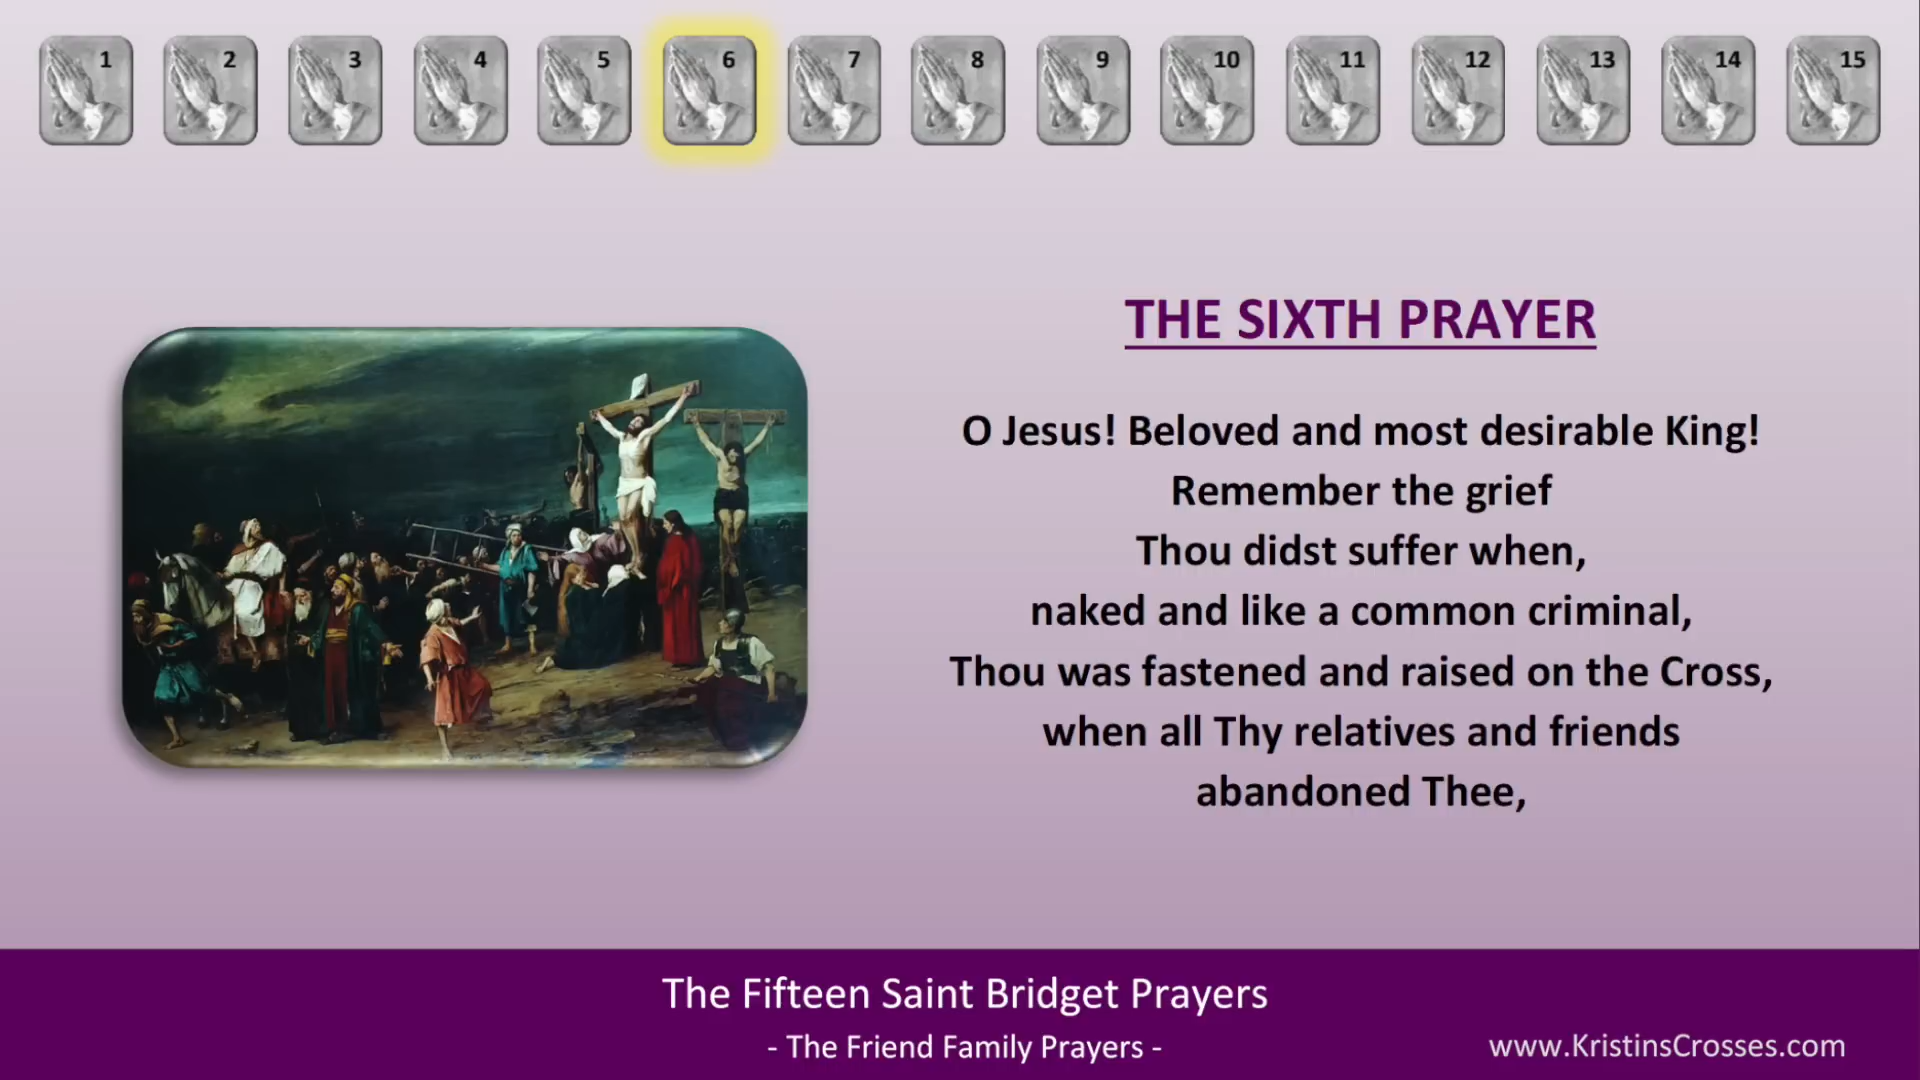 1 2 3 4 5 6 7 8 9 10 11 12 13 14 15
THE SIXTH PRAYER
O Jesus! Beloved and most desirable King!
Remember the grief
Thou didst suffer when,
naked and like a common criminal,
Thou was fastened and raised on the Cross,
when all Thy relatives and friends
abandoned Thee,
The Fifteen Saint Bridget Prayers
- The Friend Family Prayers -
www.KristinsCrosses.com